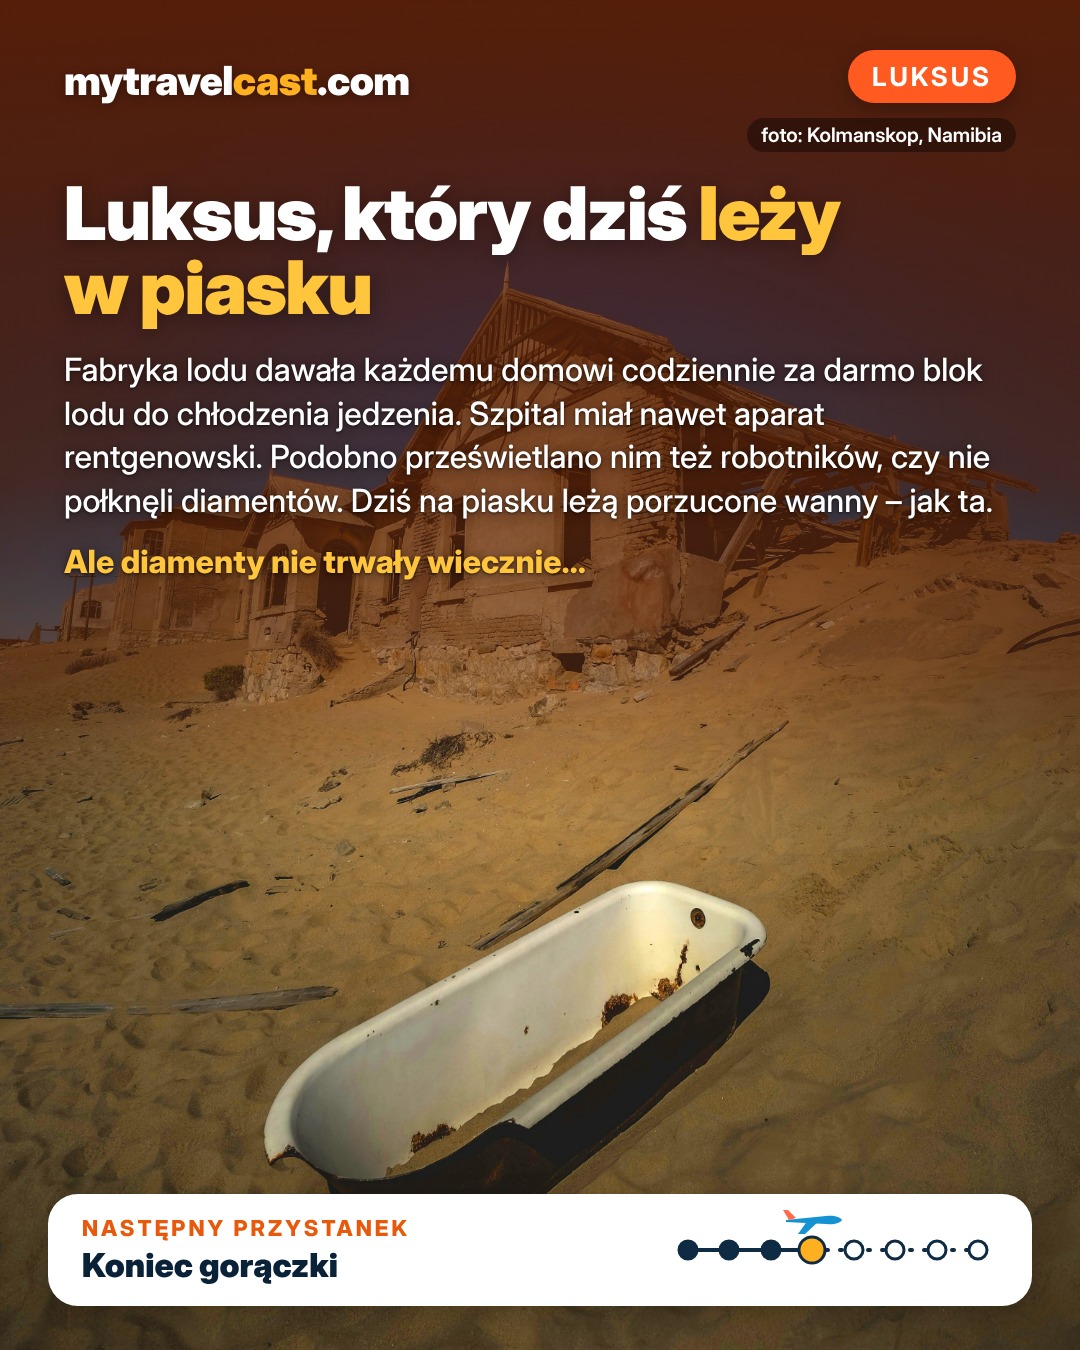 mytravelcast.com
LUKSUS
foto: Kolmanskop, Namibia
Luksus, który dziś leży
w piasku
Fabryka lodu dawała każdemu domowi codziennie za darmo blok
lodu do chłodzenia jedzenia. Szpital miał nawet aparat
rentgenowski. Podobno prześwietlano nim też robotników, czy nie
połknęli diamentów. Dziś na piasku leżą porzucone wanny – jak ta.
Ale diamenty nie trwały wiecznie...
NASTĘPNY PRZYSTANEK
Koniec gorączki